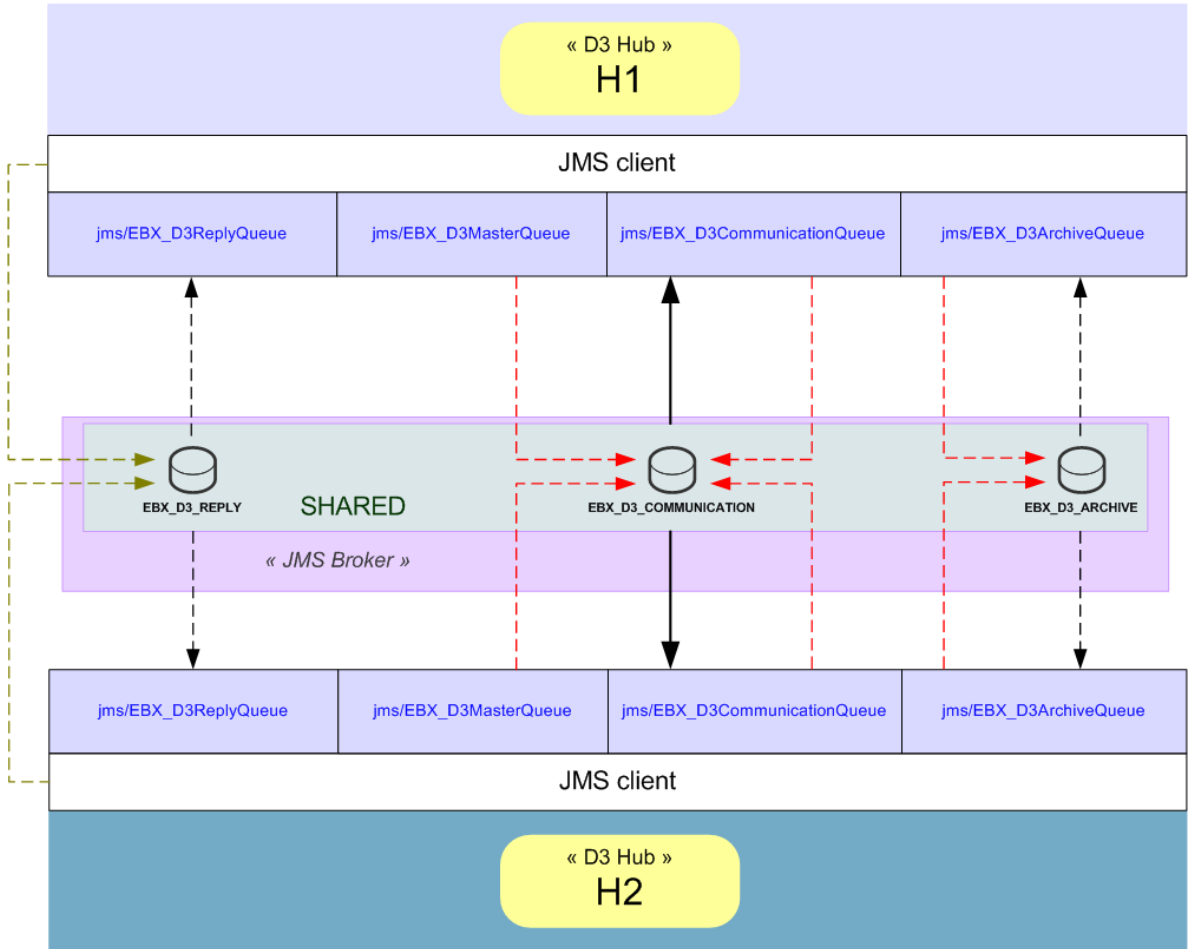 « D3 Hub »
H1
JMS client
jms/EBX_D3ReplyQueue
jms/EBX_D3MasterQueue
jms/EBX_D3CommunicationQueue
jms/EBX_D3ArchiveQueue
EBX_D3_REPLY
SHARED
EBX_D3_COMMUNICATION
EBX_D3_ARCHIVE
« JMS Broker »
jms/EBX_D3ReplyQueue
jms/EBX_D3MasterQueue
jms/EBX_D3CommunicationQueue
jms/EBX_D3ArchiveQueue
JMS client
« D3 Hub »
H2